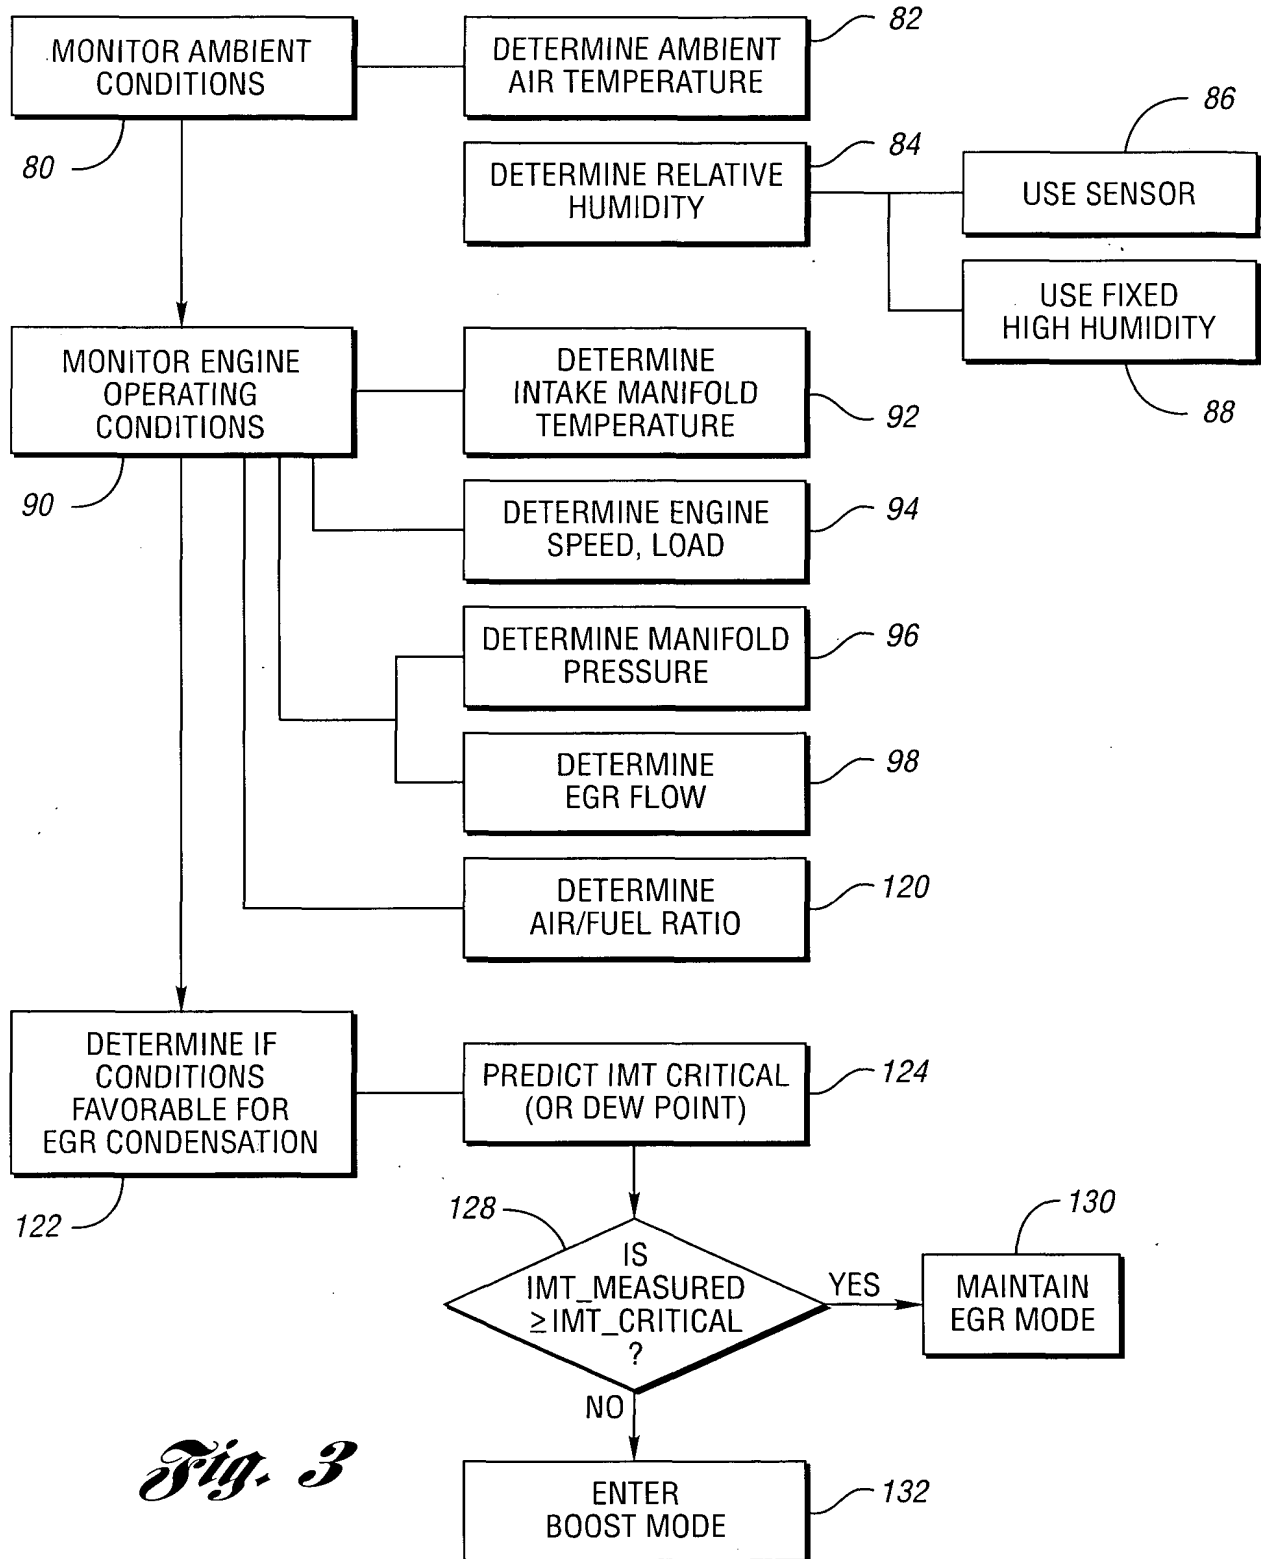 MONITOR AMBIENT
CONDITIONS
80
DETERMINE AMBIENT
AIR TEMPERATURE
82
DETERMINE RELATIVE
HUMIDITY
84
USE SENSOR
86
USE FIXED
HIGH HUMIDITY
88
MONITOR ENGINE
OPERATING
CONDITIONS
90
DETERMINE
INTAKE MANIFOLD
TEMPERATURE
92
DETERMINE ENGINE
SPEED, LOAD
94
DETERMINE MANIFOLD
PRESSURE
96
DETERMINE
EGR FLOW
98
DETERMINE
AIR/FUEL RATIO
120
DETERMINE IF
CONDITIONS
FAVORABLE FOR
EGR CONDENSATION
122
PREDICT IMT CRITICAL
(OR DEW POINT)
124
128
IS
IMT_MEASURED
≥IMT_CRITICAL
?
YES
MAINTAIN
EGR MODE
130
NO
ENTER
BOOST MODE
132
Fig. 3